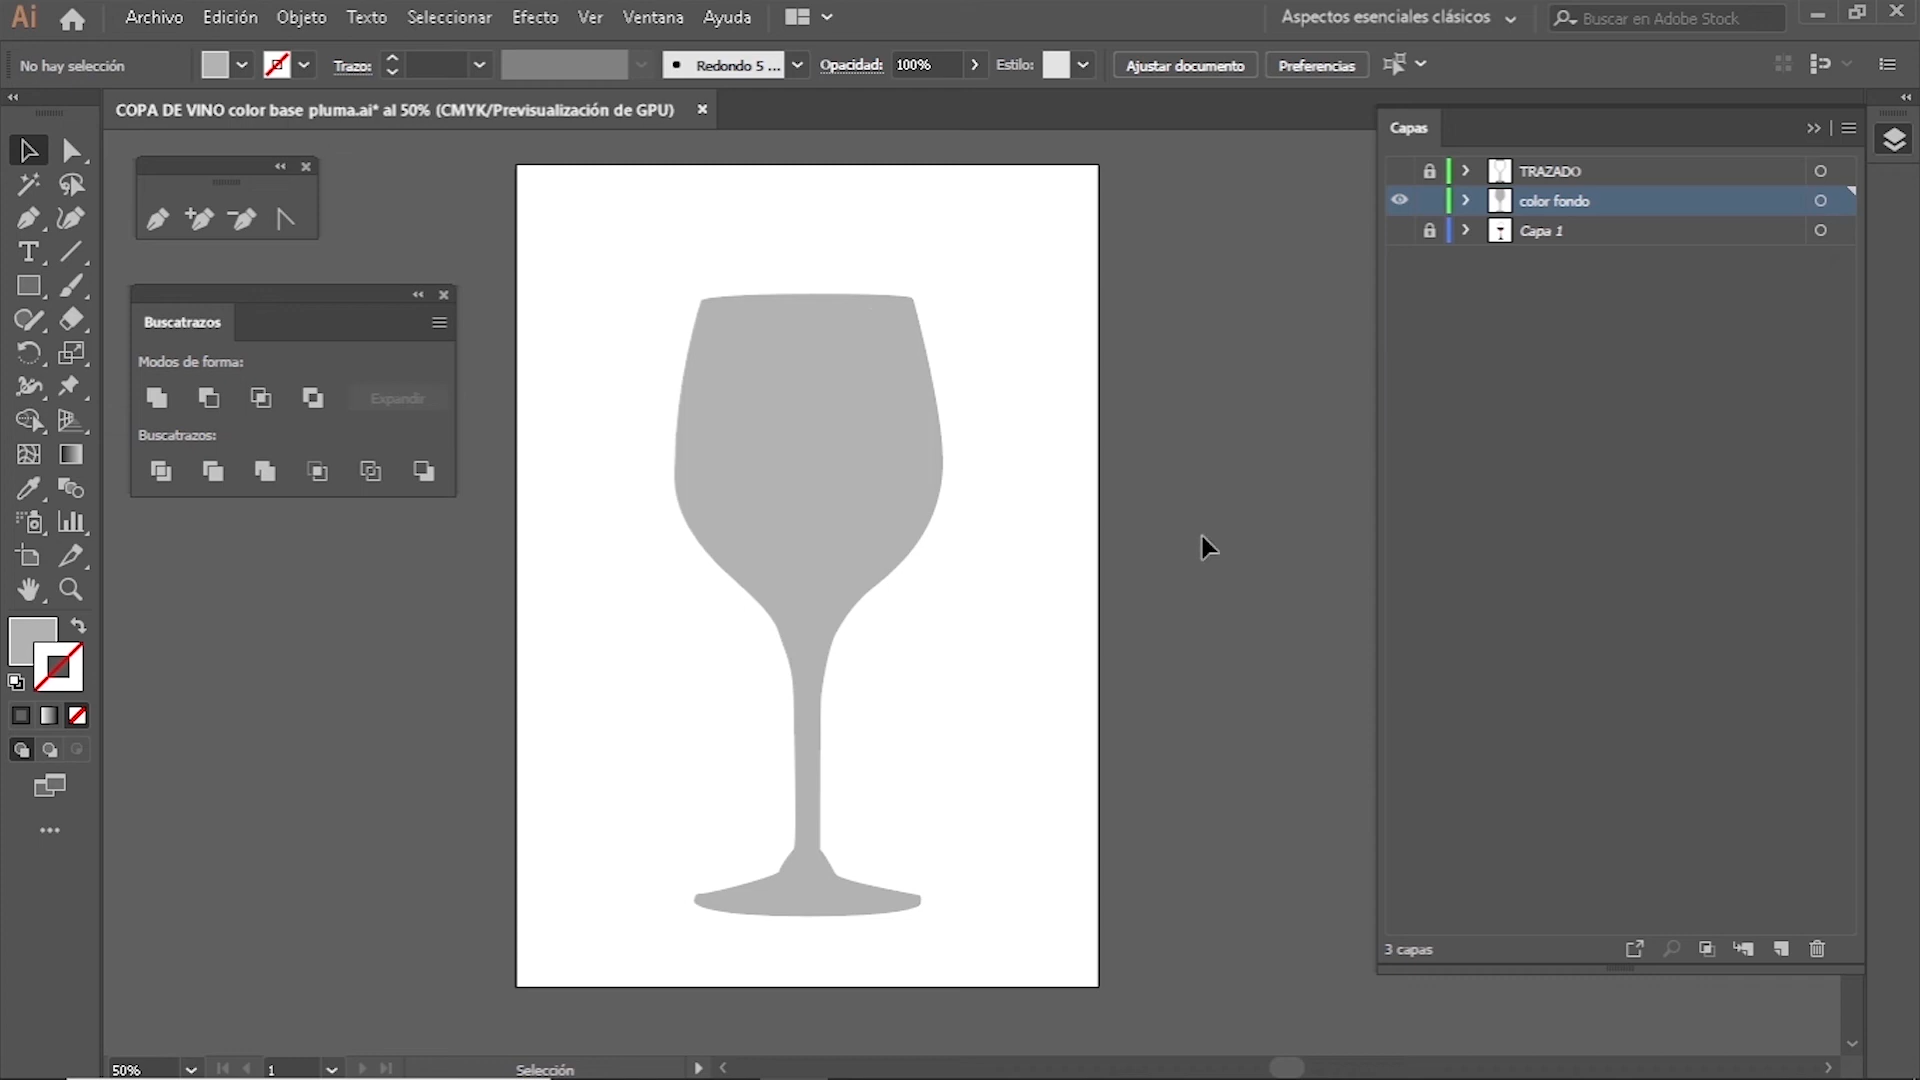 Ai Archivo Edición Objeto Texto Seleccionar Efecto Ver Ventana Ayuda Aspectos esenciales clásicos Buscar en Adobe Stock
No hay selección Trazo: Redondo 5 ... Opacidad: 100% Estilo: Ajustar documento Preferencias
COPA DE VINO color base pluma.ai* al 50% (CMYK/Previsualización de GPU)
Capas
TRAZADO
color fondo
Capa 1
Buscatrazos
Modos de forma:
Expandir
Buscatrazos:
3 capas
50% 1 Selección